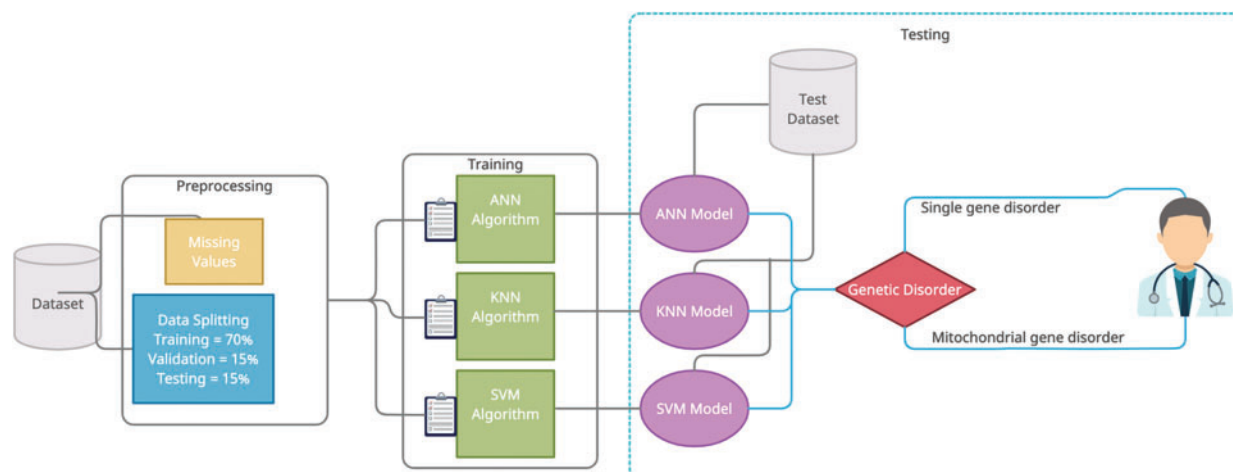 Testing
Test
Dataset
Training
Preprocessing
ANN
Algorithm
ANN Model
Single gene disorder
Missing
Values
Dataset
KNN
Algorithm
KNN Model
Genetic Disorder
Data Splitting
Training = 70%
Validation = 15%
Testing = 15%
Mitochondrial gene disorder
SVM
Algorithm
SVM Model